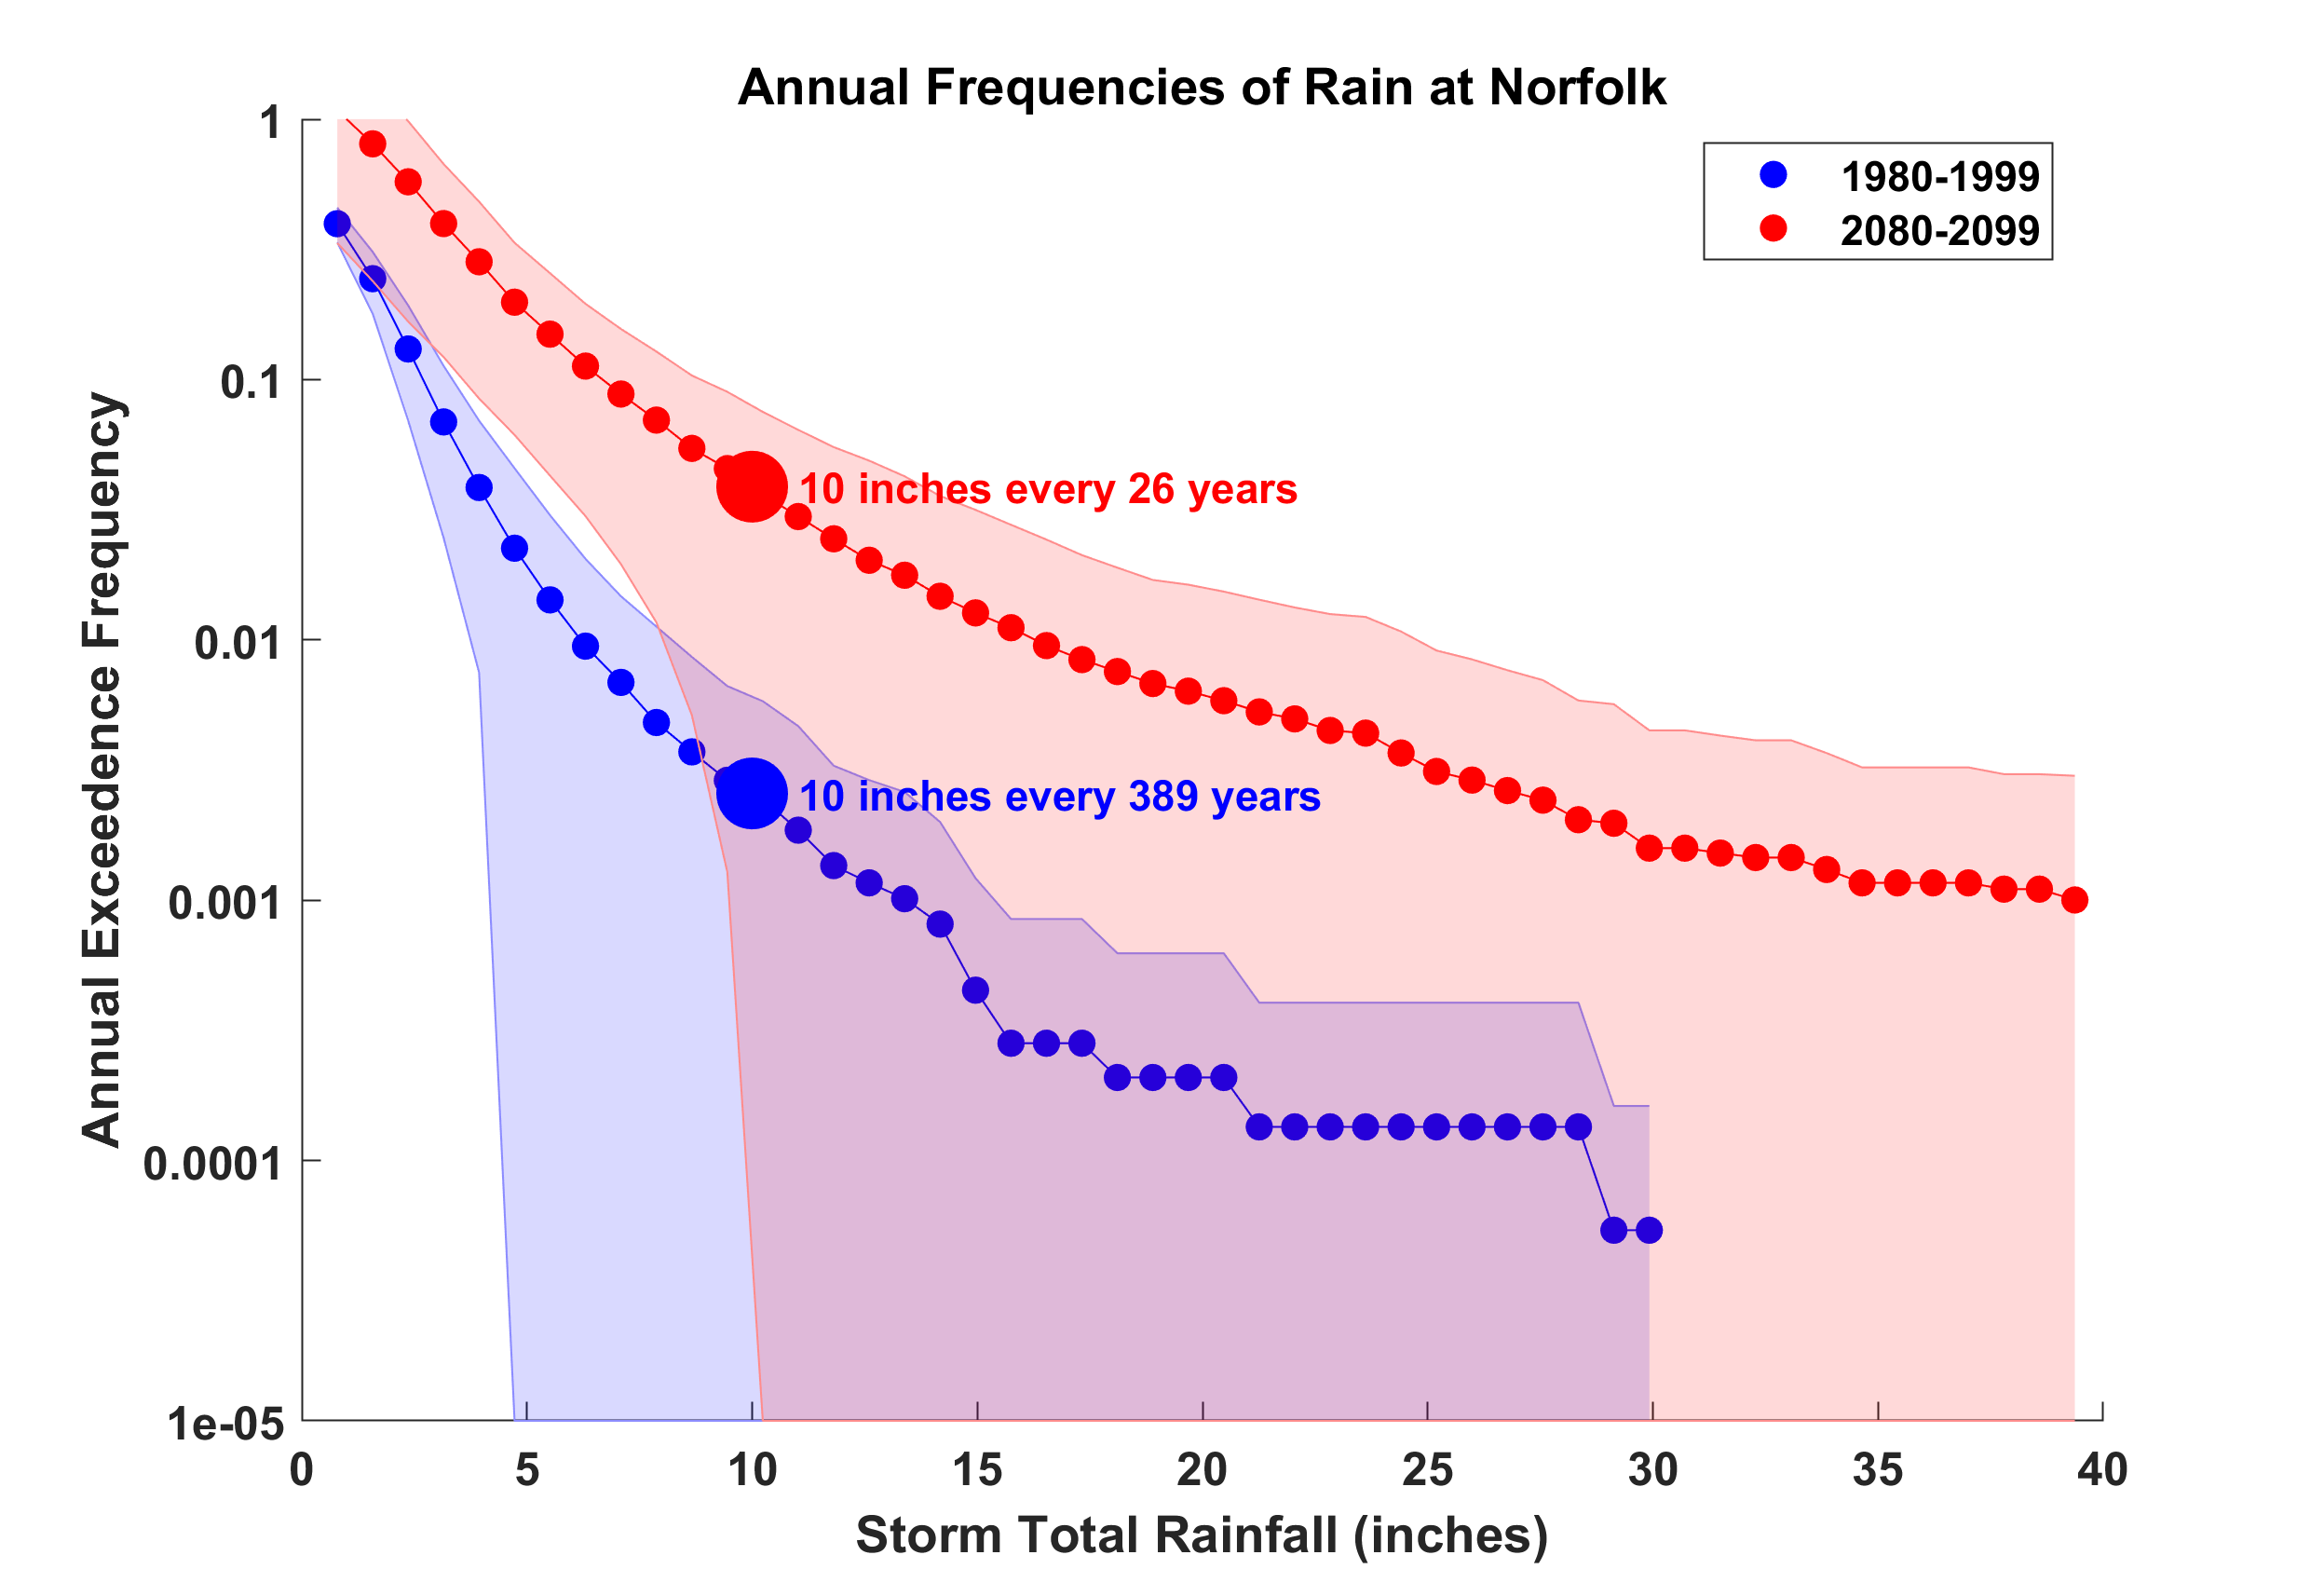 Annual Frequencies of Rain at Norfolk
1980-1999
2080-2099
1
0.1
0.01
0.001
0.0001
1e-05
Annual Exceedence Frequency
10 inches every 26 years
10 inches every 389 years
0 5 10 15 20 25 30 35 40
Storm Total Rainfall (inches)